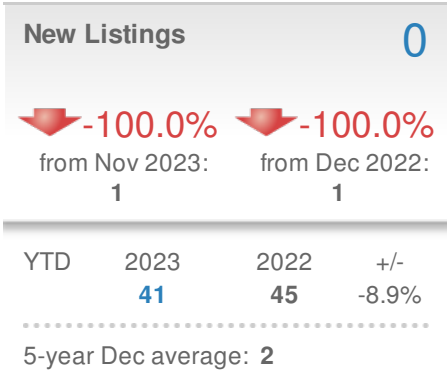 New Listings 0
-100.0% -100.0%
from Nov 2023: from Dec 2022:
1 1
YTD 2023 2022 +/-
41 45 -8.9%
5-year Dec average: 2